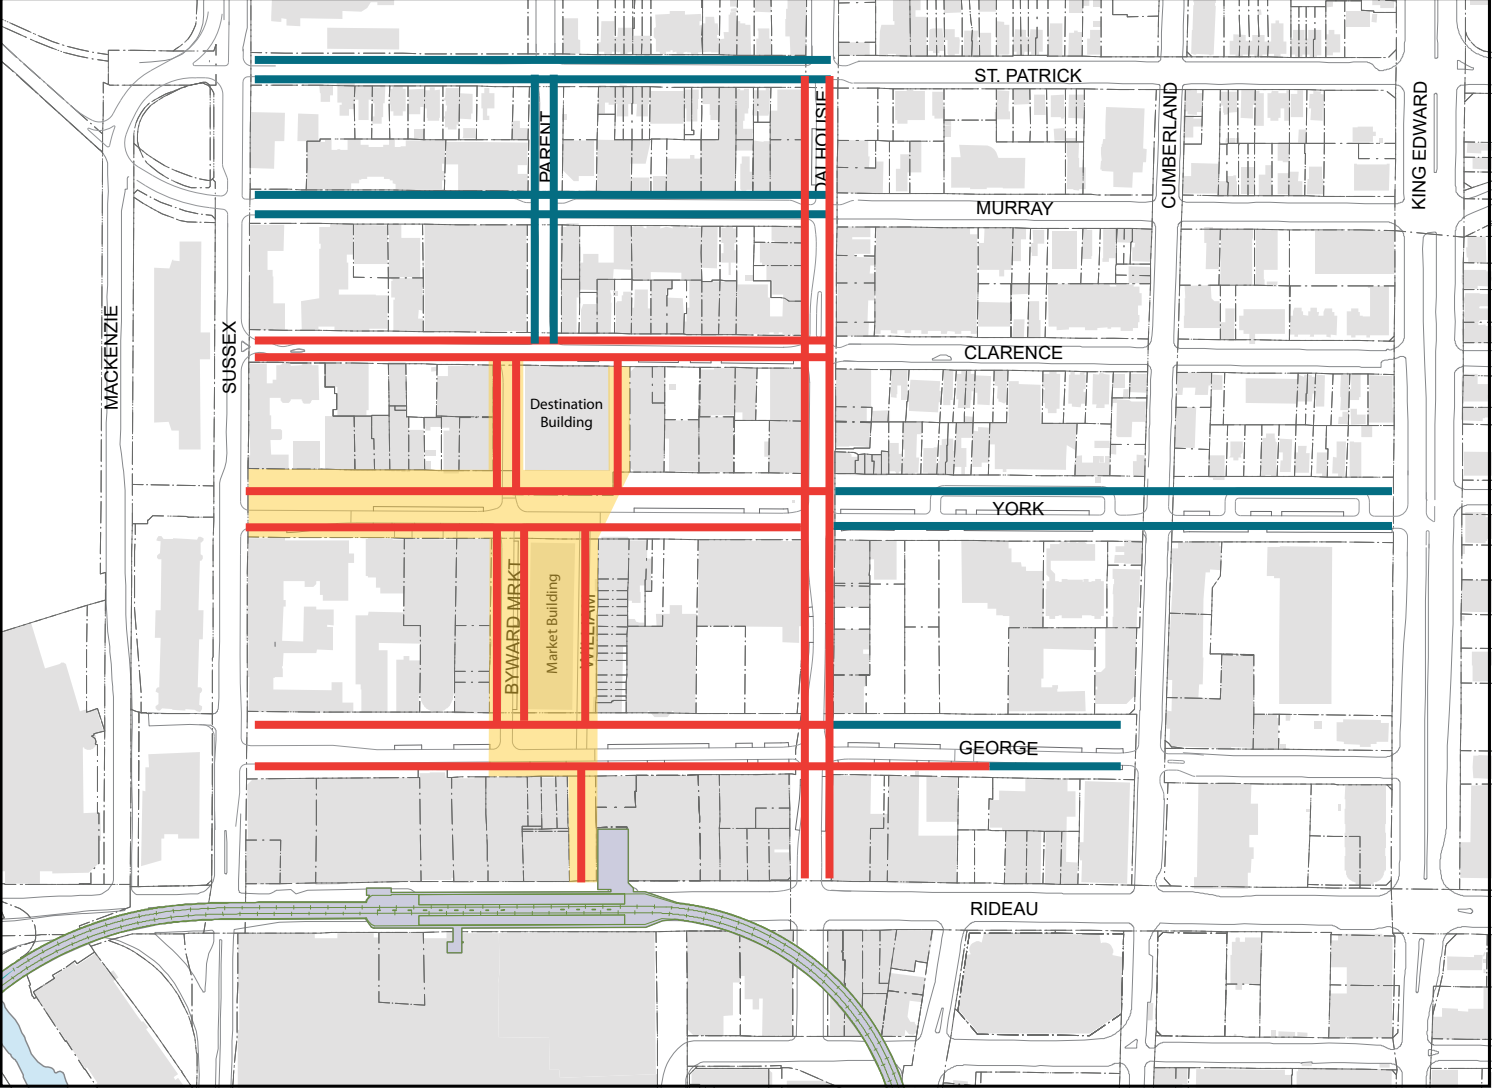 ST. PATRICK
DALHOUSIE
CUMBERLAND
KING EDWARD
PARENT
MURRAY
MACKENZIE
SUSSEX
CLARENCE
Destination
Building
YORK
BYWARD MRKT
Market Building
WILLIAM
GEORGE
RIDEAU